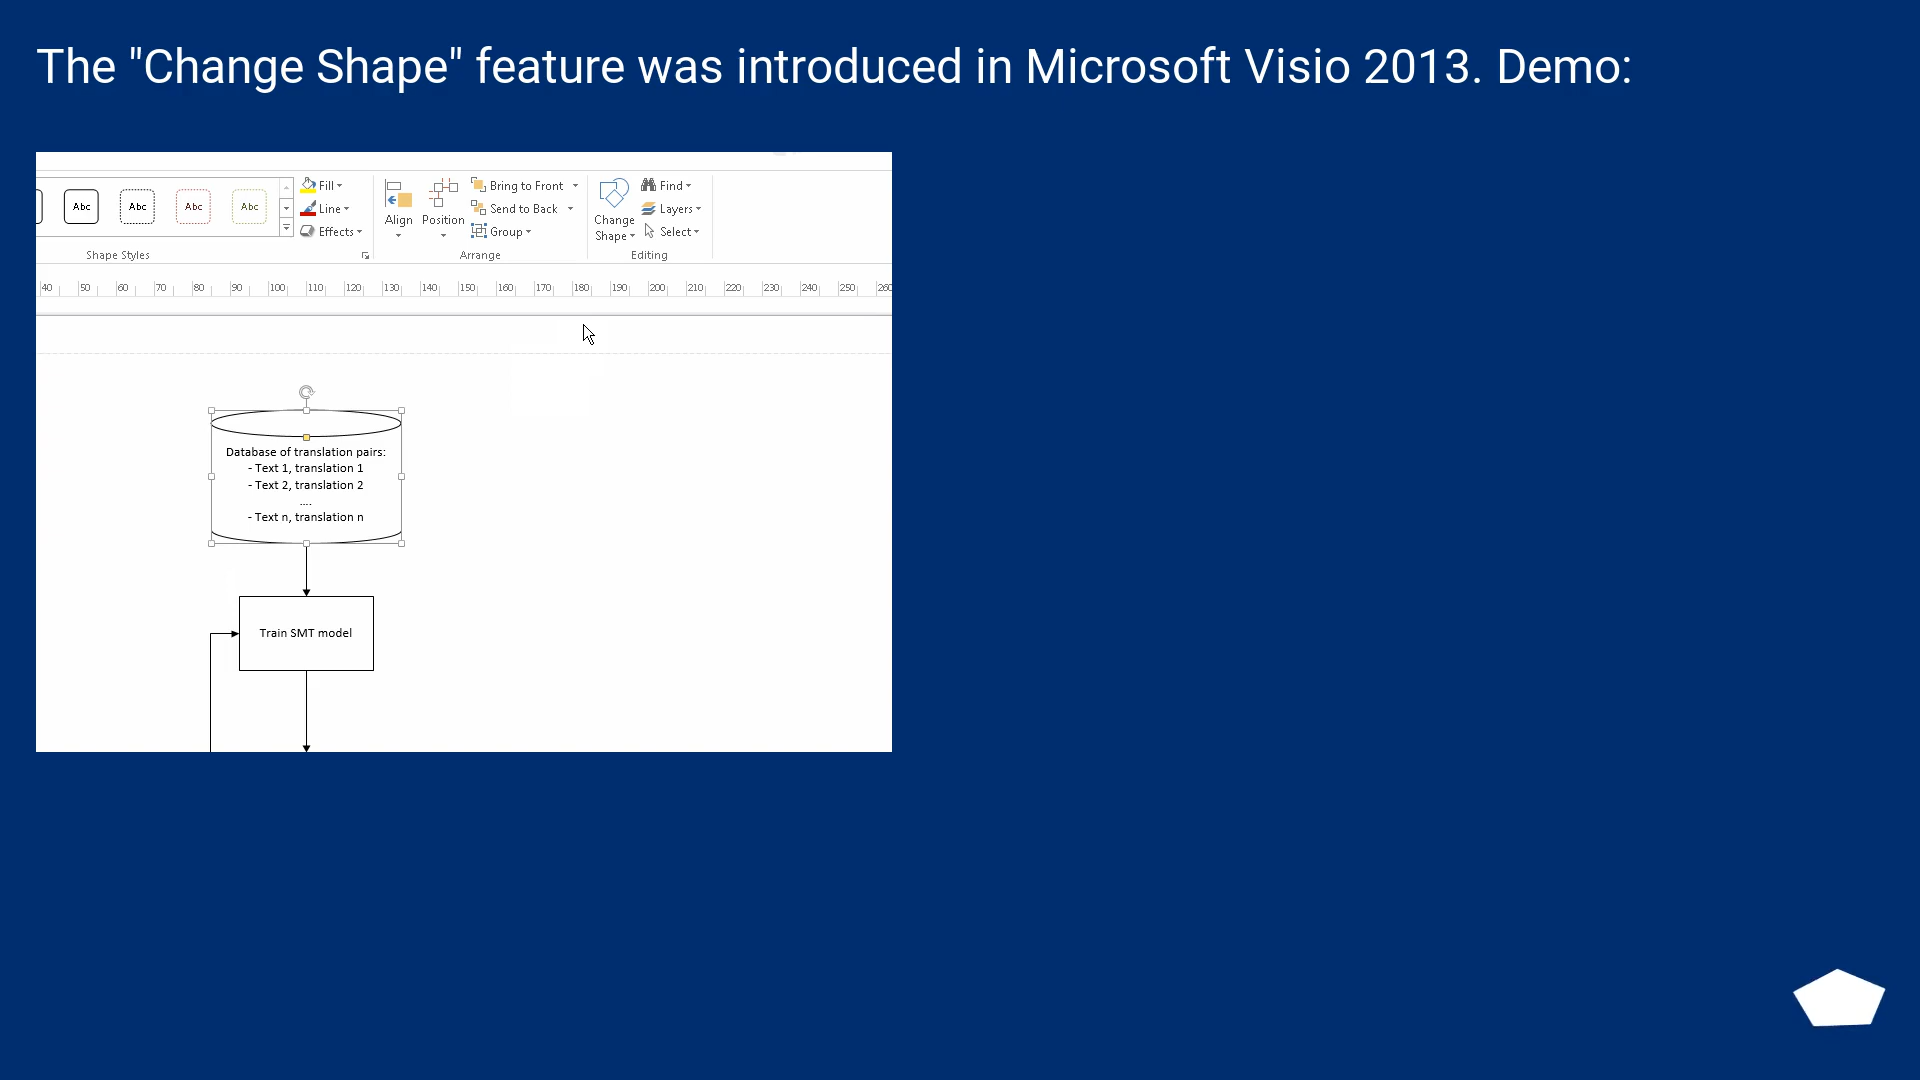 The "Change Shape" feature was introduced in Microsoft Visio 2013. Demo:
Abc Abc Abc Abc
Fill
Line
Effects
Shape Styles
Align
Position
Bring to Front
Send to Back
Group
Arrange
Change
Shape
Find
Layers
Select
Editing
40 50 60 70 80 90 100 110 120 130 140 150 160 170 180 190 200 210 220 230 240 250 260
Database of translation pairs:
- Text 1, translation 1
- Text 2, translation 2
....
- Text n, translation n
Train SMT model